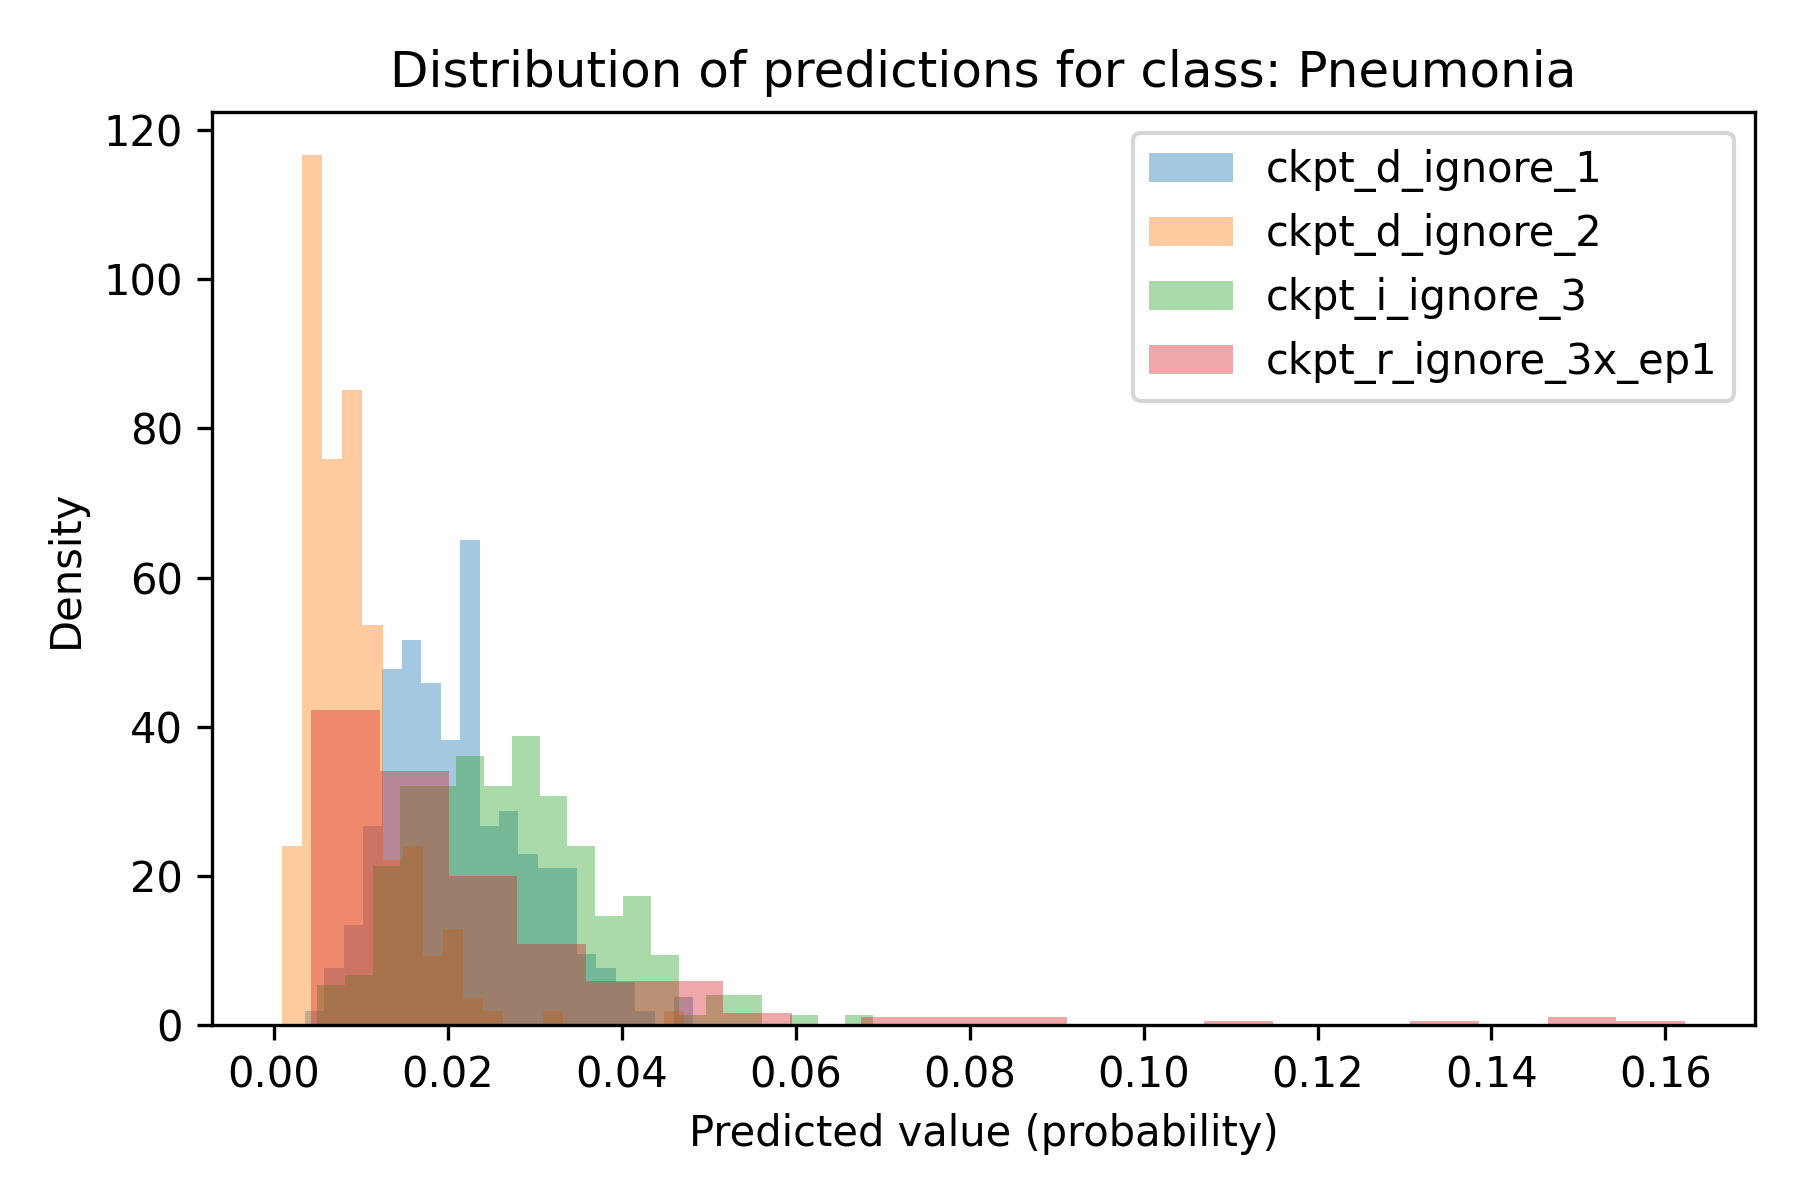 Distribution of predictions for class: Pneumonia
120
100
80
60
40
20
0
Density
ckpt_d_ignore_1
ckpt_d_ignore_2
ckpt_i_ignore_3
ckpt_r_ignore_3x_ep1
0.00 0.02 0.04 0.06 0.08 0.10 0.12 0.14 0.16
Predicted value (probability)